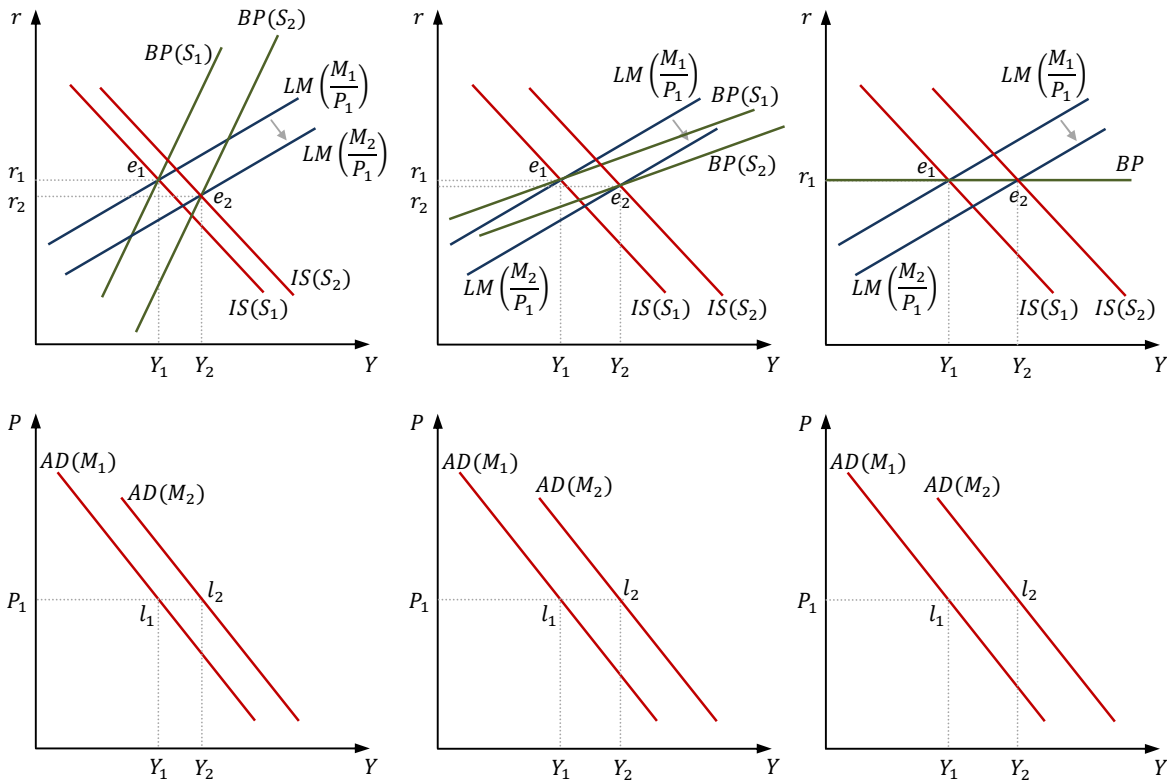 r
BP(S₁)
BP(S₂)
LM(M₁/P₁)
LM(M₂/P₁)
e₁
r₁
r₂
e₂
IS(S₂)
IS(S₁)
Y₁
Y₂
Y
r
LM(M₁/P₁)
BP(S₁)
BP(S₂)
e₁
r₁
r₂
e₂
LM(M₂/P₁)
IS(S₁)
IS(S₂)
Y₁
Y₂
Y
r
LM(M₁/P₁)
e₁
r₁
BP
e₂
LM(M₂/P₁)
IS(S₁)
IS(S₂)
Y₁
Y₂
Y
P
AD(M₁)
AD(M₂)
l₂
P₁
l₁
Y₁
Y₂
Y
P
AD(M₁)
AD(M₂)
l₂
P₁
l₁
Y₁
Y₂
Y
P
AD(M₁)
AD(M₂)
l₂
P₁
l₁
Y₁
Y₂
Y